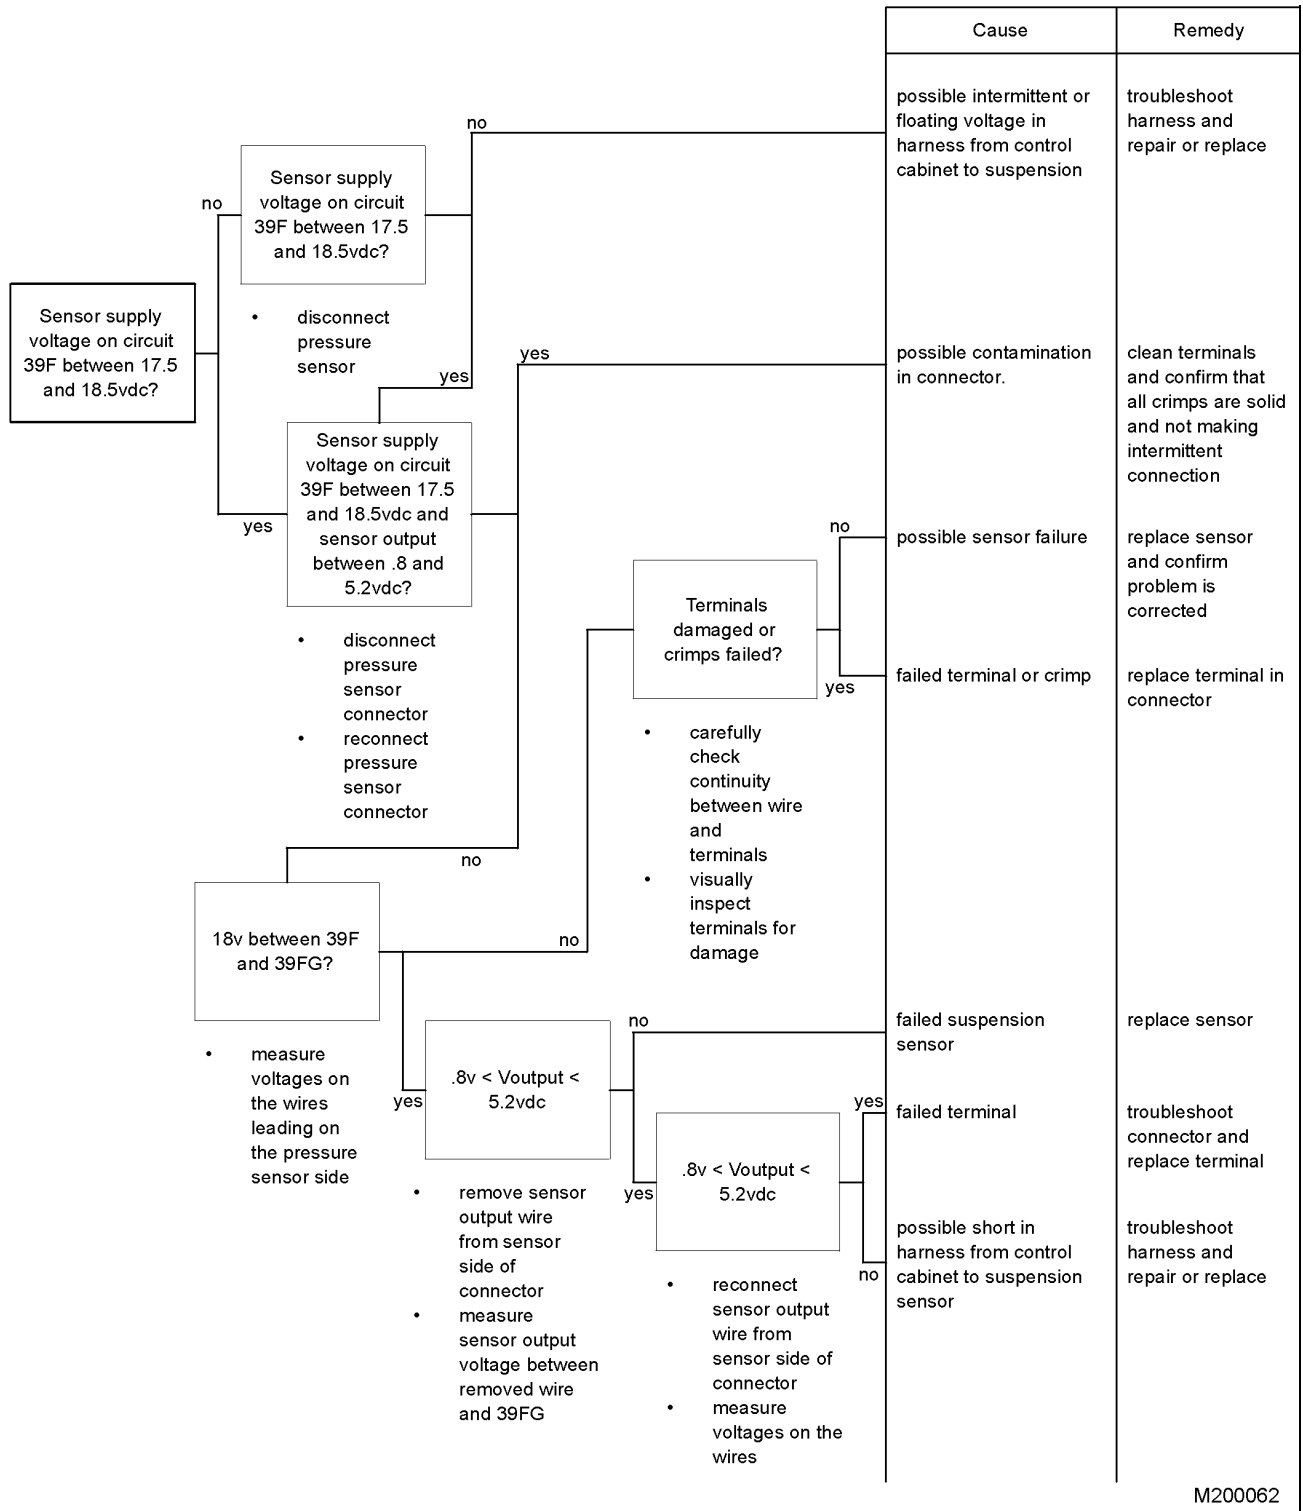 Cause
Remedy
possible intermittent or
floating voltage in
harness from control
cabinet to suspension
troubleshoot
harness and
repair or replace
no
Sensor supply
voltage on circuit
39F between 17.5
and 18.5vdc?
no
• disconnect
pressure
sensor
Sensor supply
voltage on circuit
39F between 17.5
and 18.5vdc?
yes
possible contamination
in connector.
clean terminals
and confirm that
all crimps are solid
and not making
intermittent
connection
yes
Sensor supply
voltage on circuit
39F between 17.5
and 18.5vdc and
sensor output
between .8 and
5.2vdc?
yes
• disconnect
pressure
sensor
connector
• reconnect
pressure
sensor
connector
no
possible sensor failure
replace sensor
and confirm
problem is
corrected
Terminals
damaged or
crimps failed?
yes
failed terminal or crimp
replace terminal in
connector
• carefully
check
continuity
between wire
and
terminals
• visually
inspect
terminals for
damage
no
18v between 39F
and 39FG?
no
• measure
voltages on
the wires
leading on
the pressure
sensor side
no
failed suspension
sensor
replace sensor
.8v < Voutput <
5.2vdc
yes
• remove sensor
output wire
from sensor
side of
connector
• measure
sensor output
voltage between
removed wire
and 39FG
yes
failed terminal
troubleshoot
connector and
replace terminal
.8v < Voutput <
5.2vdc
yes
possible short in
harness from control
cabinet to suspension
sensor
troubleshoot
harness and
repair or replace
no
• reconnect
sensor output
wire from
sensor side of
connector
• measure
voltages on the
wires
M200062